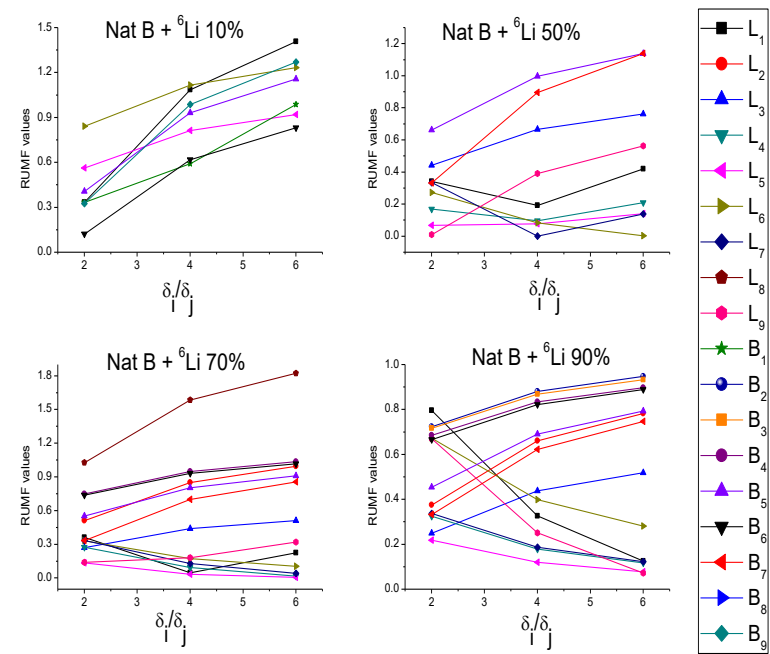 Nat B + ⁶Li 10%
1.5
1.2
0.9
0.6
0.3
0.0
RUMF values
2 3 4 5 6
δi/δj
Nat B + ⁶Li 50%
1.2
1.0
0.8
0.6
0.4
0.2
0.0
RUMF values
2 3 4 5 6
δi/δj
Nat B + ⁶Li 70%
1.8
1.5
1.2
0.9
0.6
0.3
0.0
RUMF values
2 3 4 5 6
δi/δj
Nat B + ⁶Li 90%
1.0
0.8
0.6
0.4
0.2
0.0
RUMF values
2 3 4 5 6
δi/δj
L₁
L₂
L₃
L₄
L₅
L₆
L₇
L₈
L₉
B₁
B₂
B₃
B₄
B₅
B₆
B₇
B₈
B₉